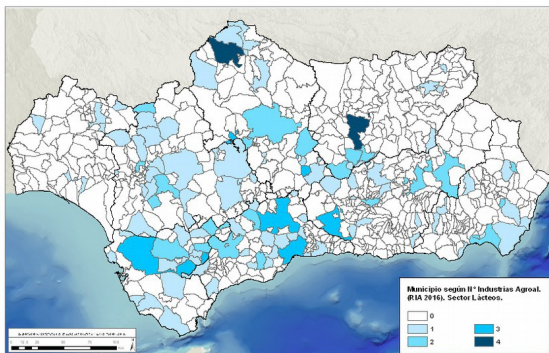 Municipio según Nº Industrias Agroal.
(RIA 2016). Sector Lácteos.
0
1
2
3
4